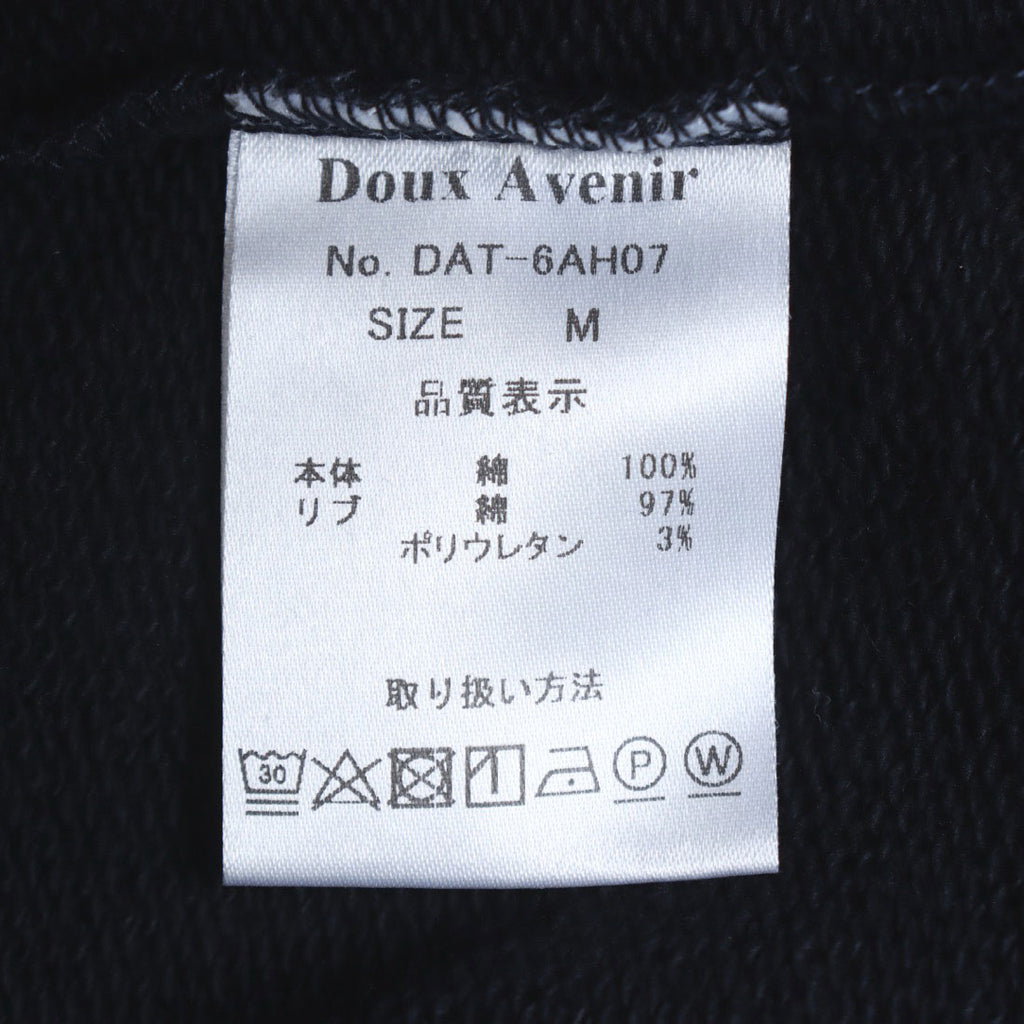 Doux Avenir
No. DAT-6AH07
SIZE M
品質表示
本体 綿 100%
リブ 綿 97%
ポリウレタン 3%
取り扱い方法
30 P W